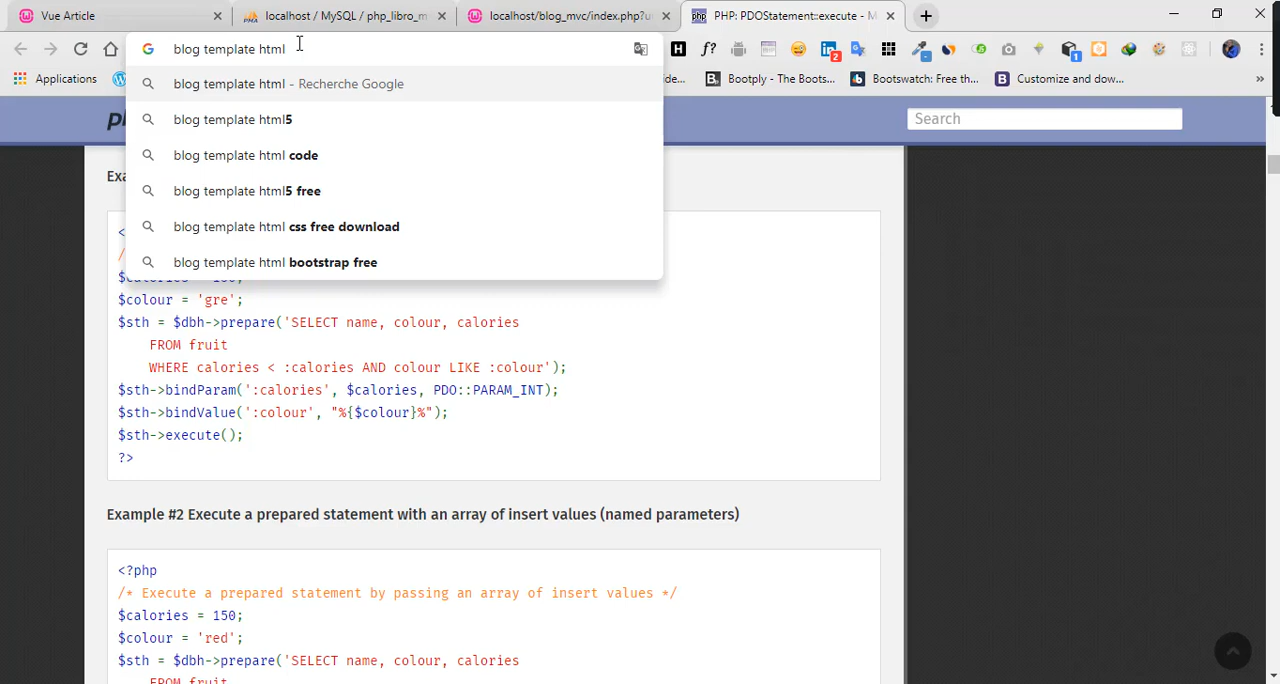 Vue Article
localhost / MySQL / php_libro_m
localhost/blog_mvc/index.php?u
PHP: PDOStatement::execute - M
blog template html
Applications
ide...
Bootply - The Boots...
Bootswatch: Free th...
Customize and dow...
blog template html - Recherche Google
blog template html5
blog template html code
blog template html5 free
blog template html css free download
blog template html bootstrap free
Search
$colour = 'gre';
$sth = $dbh->prepare('SELECT name, colour, calories
FROM fruit
WHERE calories < :calories AND colour LIKE :colour');
$sth->bindParam(':calories', $calories, PDO::PARAM_INT);
$sth->bindValue(':colour', "%{$colour}%");
$sth->execute();
?>
Example #2 Execute a prepared statement with an array of insert values (named parameters)
<?php
/* Execute a prepared statement by passing an array of insert values */
$calories = 150;
$colour = 'red';
$sth = $dbh->prepare('SELECT name, colour, calories
FROM fruit